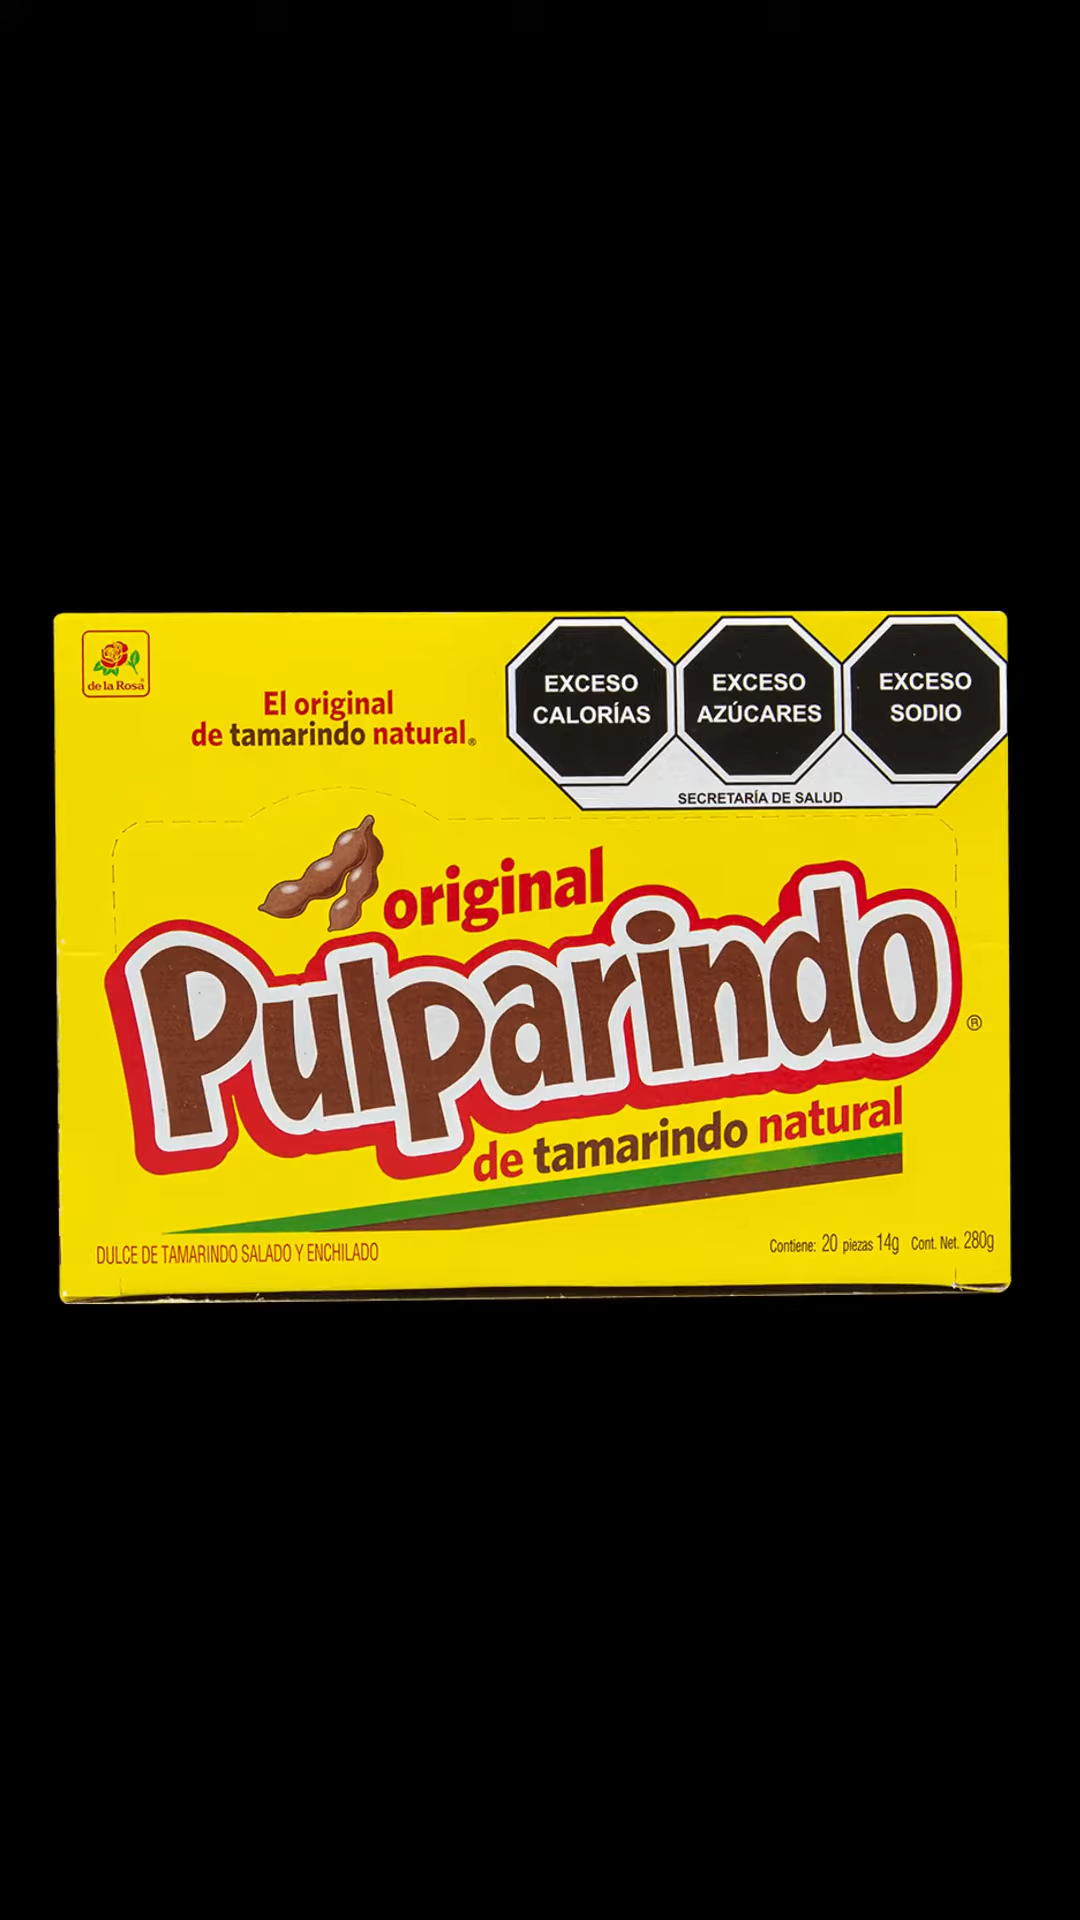 de la Rosa®
El original
de tamarindo natural®
EXCESO
CALORÍAS
EXCESO
AZÚCARES
EXCESO
SODIO
SECRETARÍA DE SALUD
original
Pulparindo®
de tamarindo natural
DULCE DE TAMARINDO SALADO Y ENCHILADO
Contiene: 20 piezas 14g Cont. Net. 280g